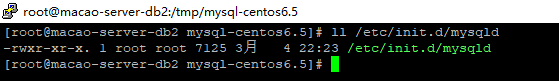 root@macao-server-db2:/tmp/mysql-centos6.5
[root@macao-server-db2 mysql-centos6.5]# ll /etc/init.d/mysqld
-rwxr-xr-x. 1 root root 7125 3月   4 22:23 /etc/init.d/mysqld
[root@macao-server-db2 mysql-centos6.5]#